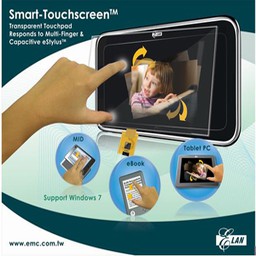 Smart-Touchscreen™
Transparent Touchpad
Responds to Multi-Finger &
Capacitive eStylus™
MID
eBook
Tablet PC
Support Windows 7
www.emc.com.tw
ELAN